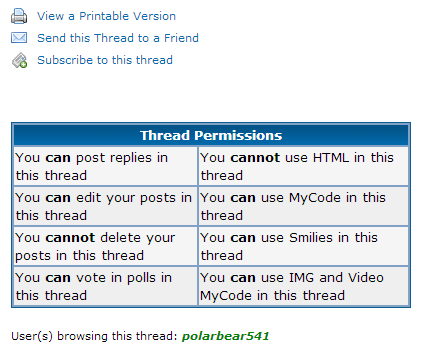 View a Printable Version
Send this Thread to a Friend
Subscribe to this thread
Thread Permissions
You can post replies in
this thread
You cannot use HTML in this
thread
You can edit your posts in
this thread
You can use MyCode in this
thread
You cannot delete your
posts in this thread
You can use Smilies in this
thread
You can vote in polls in
this thread
You can use IMG and Video
MyCode in this thread
User(s) browsing this thread: polarbear541